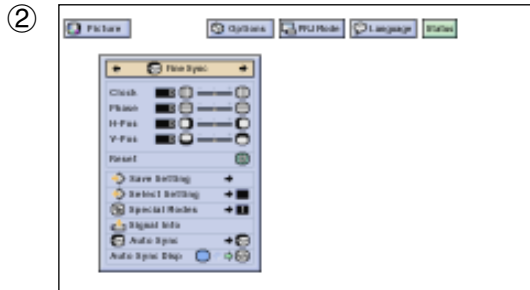 ②
Picture Options PJ Mode Language Status
Fine Sync
Clock
Phase
H-Pos
V-Pos
Reset
Save Setting
Select Setting
Special Modes
Signal Info
Auto Sync
Auto Sync Disp